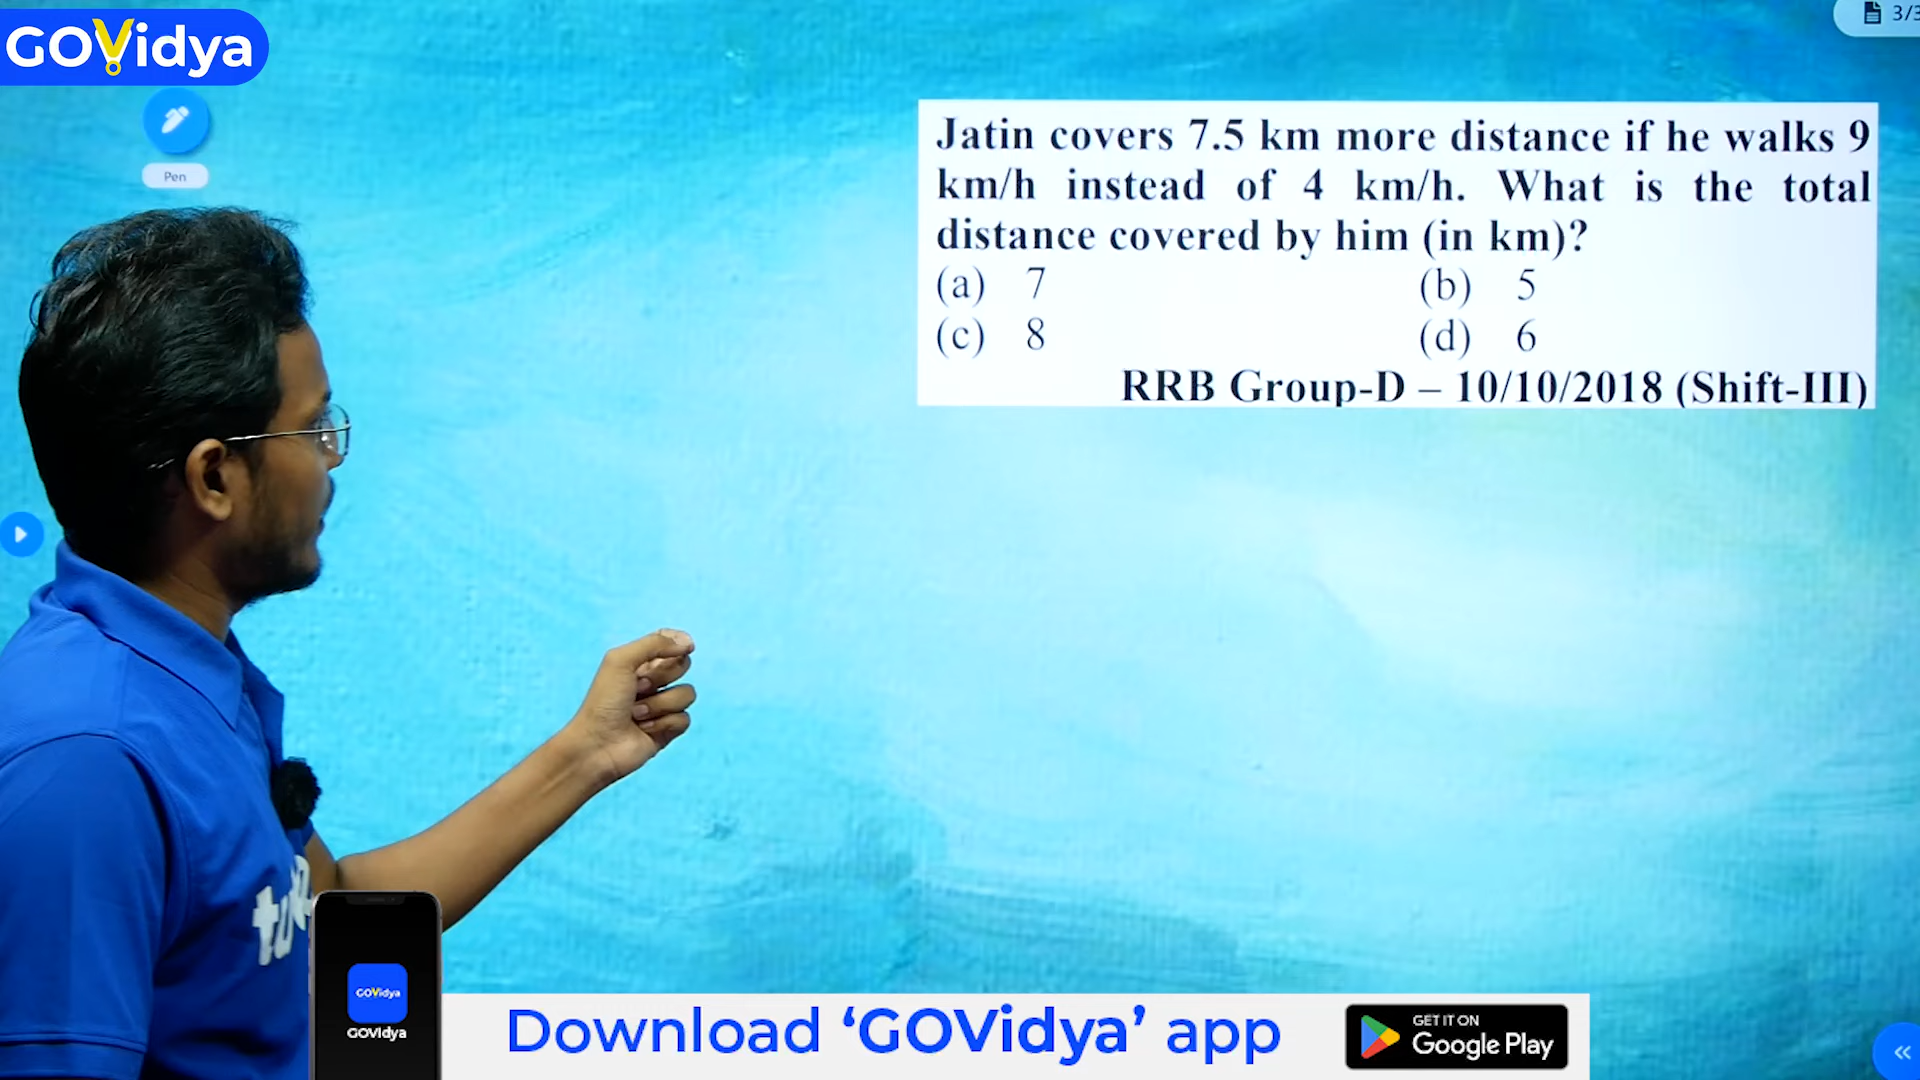 GOVidya
3/3
Pen
Jatin covers 7.5 km more distance if he walks 9
km/h instead of 4 km/h. What is the total
distance covered by him (in km)?
(a) 7 (b) 5
(c) 8 (d) 6
RRB Group-D – 10/10/2018 (Shift-III)
GOVidya
GOVIdya
Download ‘GOVidya’ app
GET IT ON
Google Play